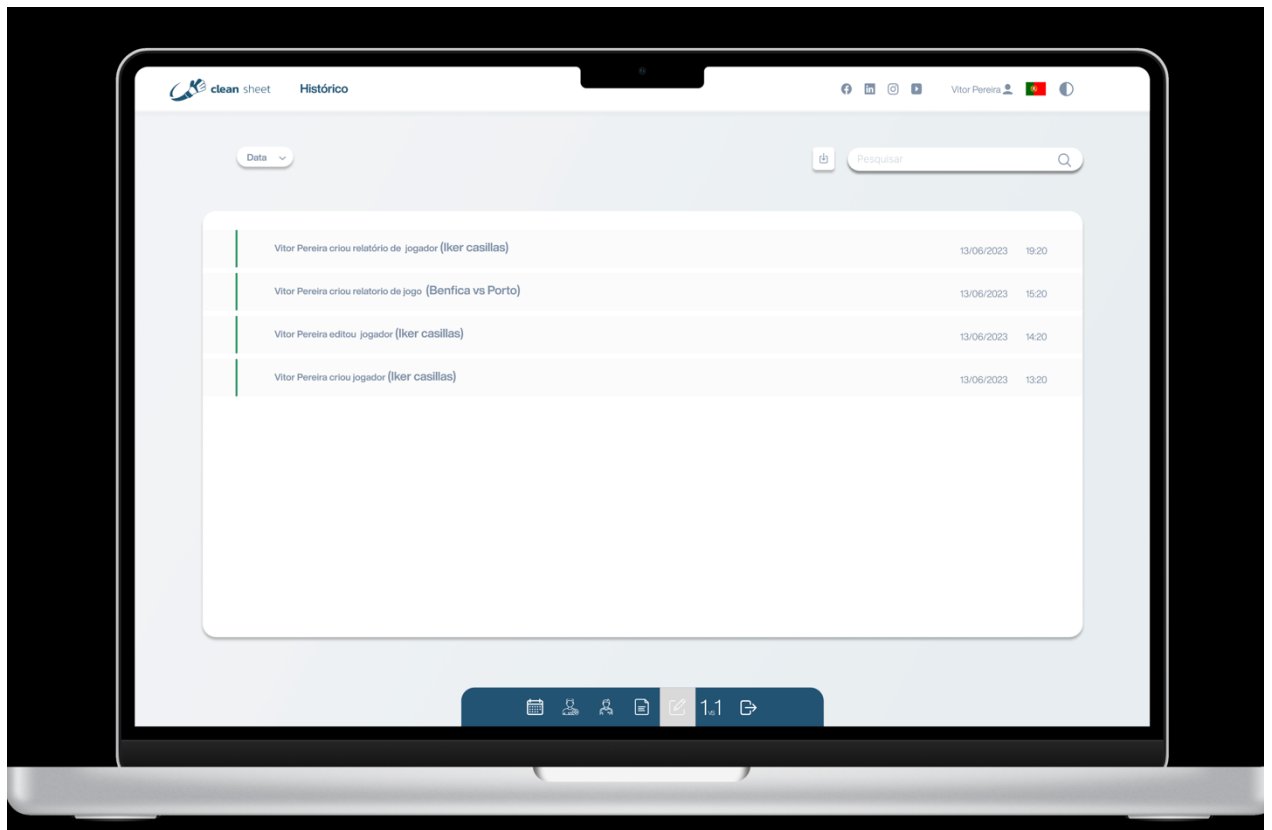 clean sheet Histórico Vitor Pereira
Data Pesquisar
Vitor Pereira criou relatório de jogador (Iker casillas) 13/06/2023 19:20
Vitor Pereira criou relatorio de jogo (Benfica vs Porto) 13/06/2023 15:20
Vitor Pereira editou jogador (Iker casillas) 13/06/2023 14:20
Vitor Pereira criou jogador (Iker casillas) 13/06/2023 13:20
1vs1